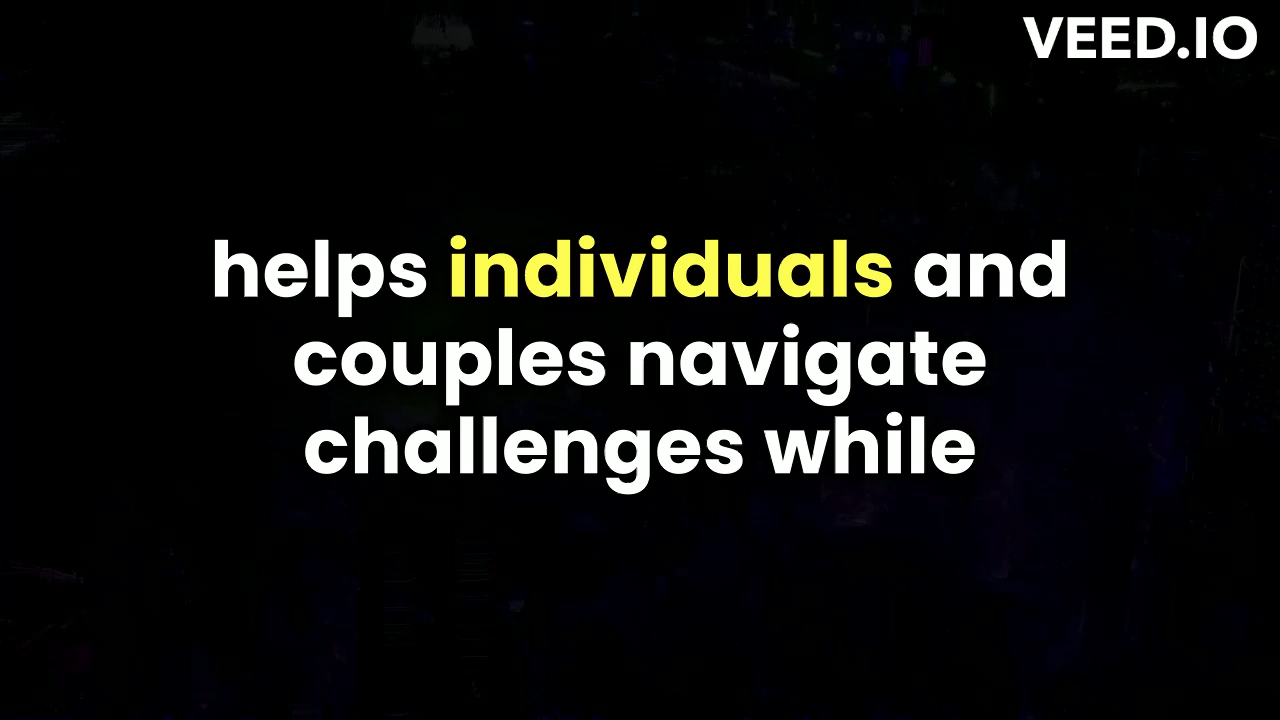 VEED.IO
helps individuals and
couples navigate
challenges while